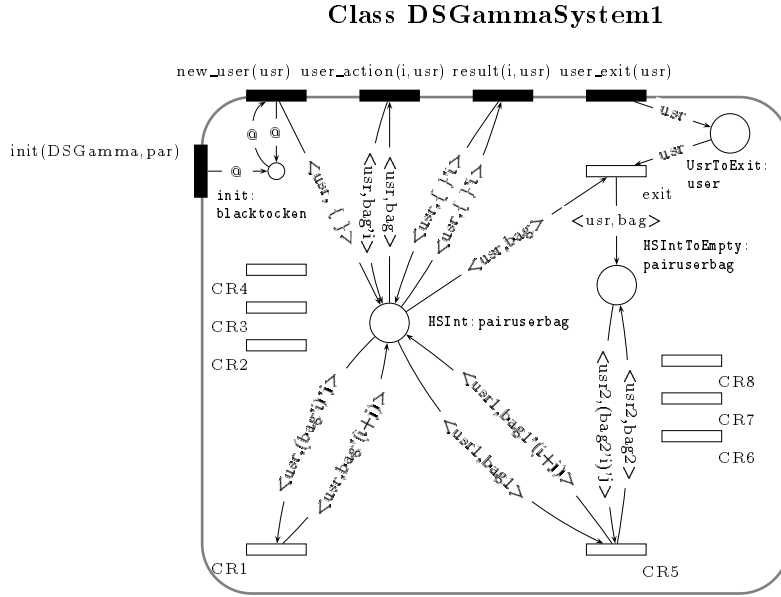 Class DSGammaSystem1
new_user(usr) user_action(i,usr) result(i,usr) user_exit(usr)
init(DSGamma,par)
@
@
@
init:
blacktocken
<usr,{ }>
<usr,bag'i>
<usr,bag>
<usr,{ }'i>
<usr,{ }>
<usr,bag>
usr
usr
UsrToExit:
user
exit
<usr,bag>
HSIntToEmpty:
pairuserbag
CR4
CR3
CR2
HSInt:pairuserbag
<usr,(bag'i)'j>
<usr,bag'(i+j)>
<usr1,bag1'(i+j)>
<usr1,bag1>
<usr2,(bag2'i)'j>
<usr2,bag2>
CR8
CR7
CR6
CR1
CR5